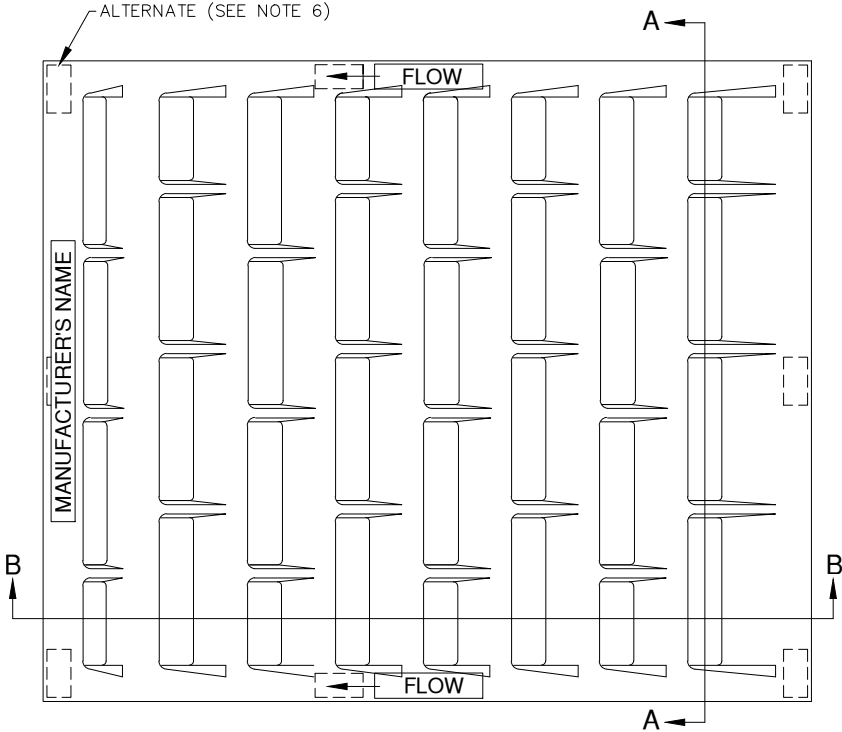 ALTERNATE (SEE NOTE 6)
A
FLOW
MANUFACTURER'S NAME
B
B
FLOW
A